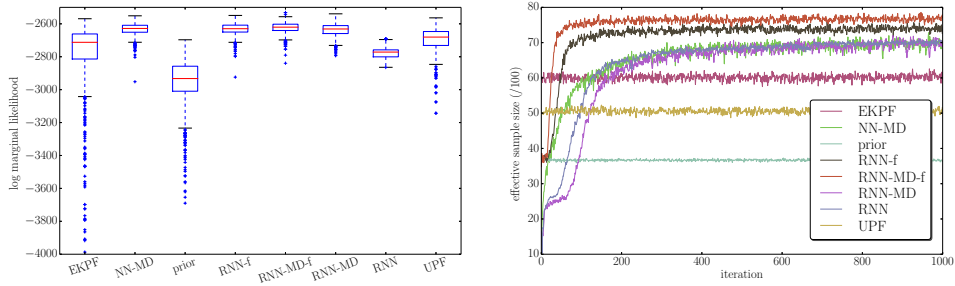 log marginal likelihood
−2600
−2800
−3000
−3200
−3400
−3600
−3800
−4000
EKPF
NN-MD
prior
RNN-f
RNN-MD-f
RNN-MD
RNN
UPF
effective sample size (/100)
80
70
60
50
40
30
20
10
0
200
400
600
800
1000
iteration
EKPF
NN-MD
prior
RNN-f
RNN-MD-f
RNN-MD
RNN
UPF